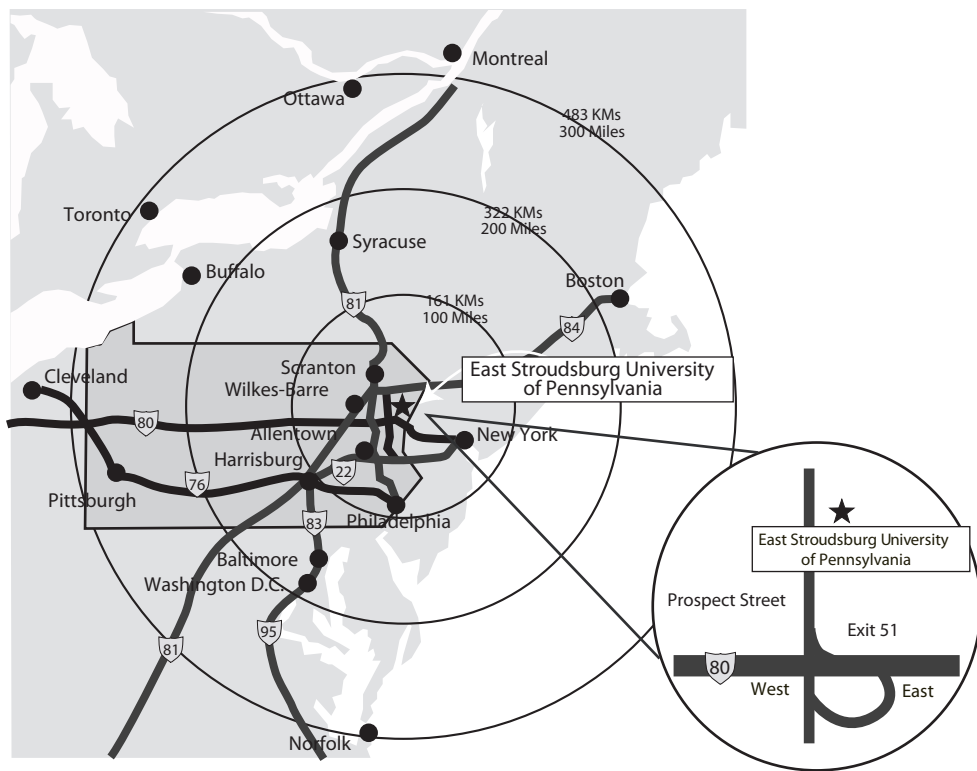 Montreal
Ottawa
483 KMs
300 Miles
Toronto
322 KMs
200 Miles
Syracuse
Buffalo
Boston
81
161 KMs
100 Miles
84
Scranton
East Stroudsburg University
of Pennsylvania
Cleveland
Wilkes-Barre
80
Allentown
New York
Harrisburg
22
76
Pittsburgh
83
Philadelphia
East Stroudsburg University
of Pennsylvania
Baltimore
Washington D.C.
Prospect Street
95
Exit 51
81
80
West
East
Norfolk